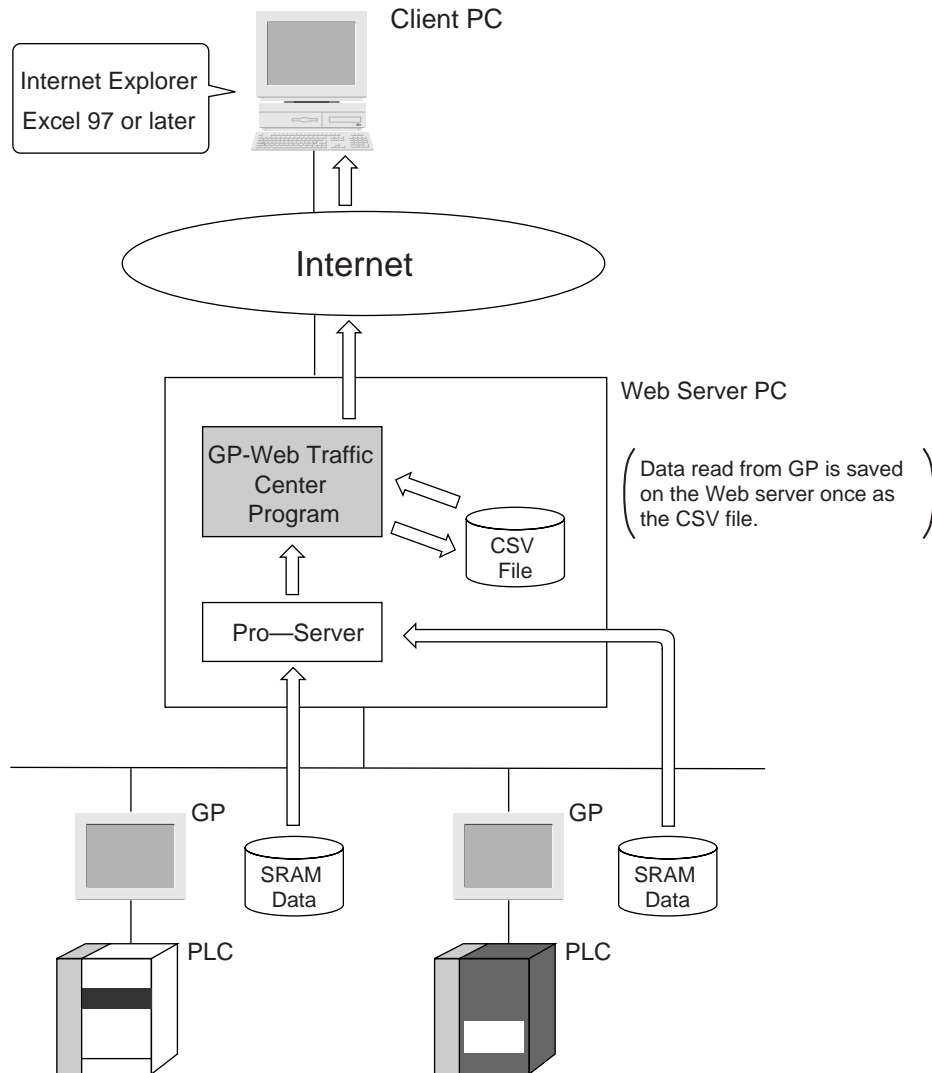 Client PC
Internet Explorer
Excel 97 or later
Internet
Web Server PC
GP-Web Traffic
Center
Program
Data read from GP is saved
on the Web server once as
the CSV file.
CSV
File
Pro—Server
GP
SRAM
Data
GP
SRAM
Data
PLC
PLC